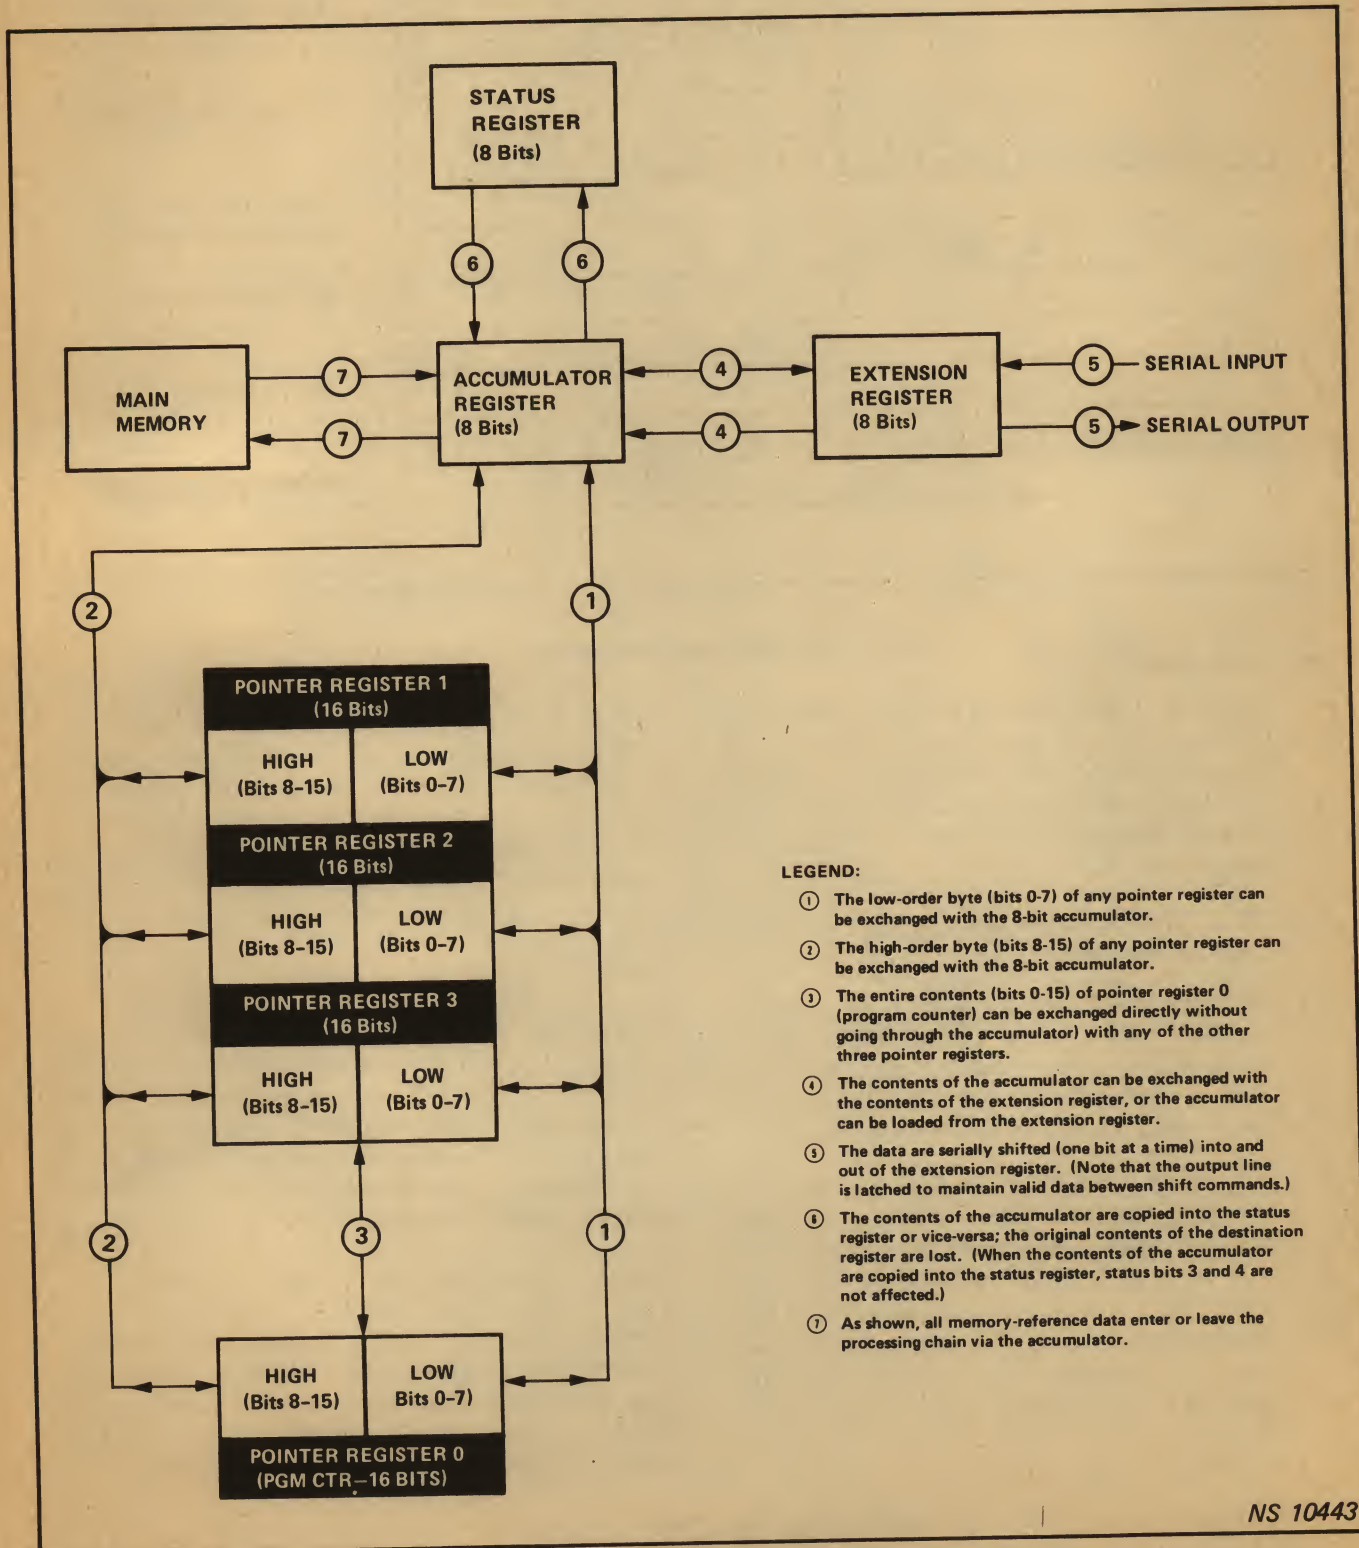 STATUS
REGISTER
(8 Bits)
6
6
MAIN
MEMORY
7
7
ACCUMULATOR
REGISTER
(8 Bits)
4
4
EXTENSION
REGISTER
(8 Bits)
5
SERIAL INPUT
5
SERIAL OUTPUT
2
1
POINTER REGISTER 1
(16 Bits)
HIGH
(Bits 8-15)
LOW
(Bits 0-7)
POINTER REGISTER 2
(16 Bits)
HIGH
(Bits 8-15)
LOW
(Bits 0-7)
POINTER REGISTER 3
(16 Bits)
HIGH
(Bits 8-15)
LOW
(Bits 0-7)
2
3
1
HIGH
(Bits 8-15)
LOW
Bits 0-7)
POINTER REGISTER 0
(PGM CTR-16 BITS)
LEGEND:
1 The low-order byte (bits 0-7) of any pointer register can
be exchanged with the 8-bit accumulator.
2 The high-order byte (bits 8-15) of any pointer register can
be exchanged with the 8-bit accumulator.
3 The entire contents (bits 0-15) of pointer register 0
(program counter) can be exchanged directly without
going through the accumulator) with any of the other
three pointer registers.
4 The contents of the accumulator can be exchanged with
the contents of the extension register, or the accumulator
can be loaded from the extension register.
5 The data are serially shifted (one bit at a time) into and
out of the extension register. (Note that the output line
is latched to maintain valid data between shift commands.)
6 The contents of the accumulator are copied into the status
register or vice-versa; the original contents of the destination
register are lost. (When the contents of the accumulator
are copied into the status register, status bits 3 and 4 are
not affected.)
7 As shown, all memory-reference data enter or leave the
processing chain via the accumulator.
NS 10443